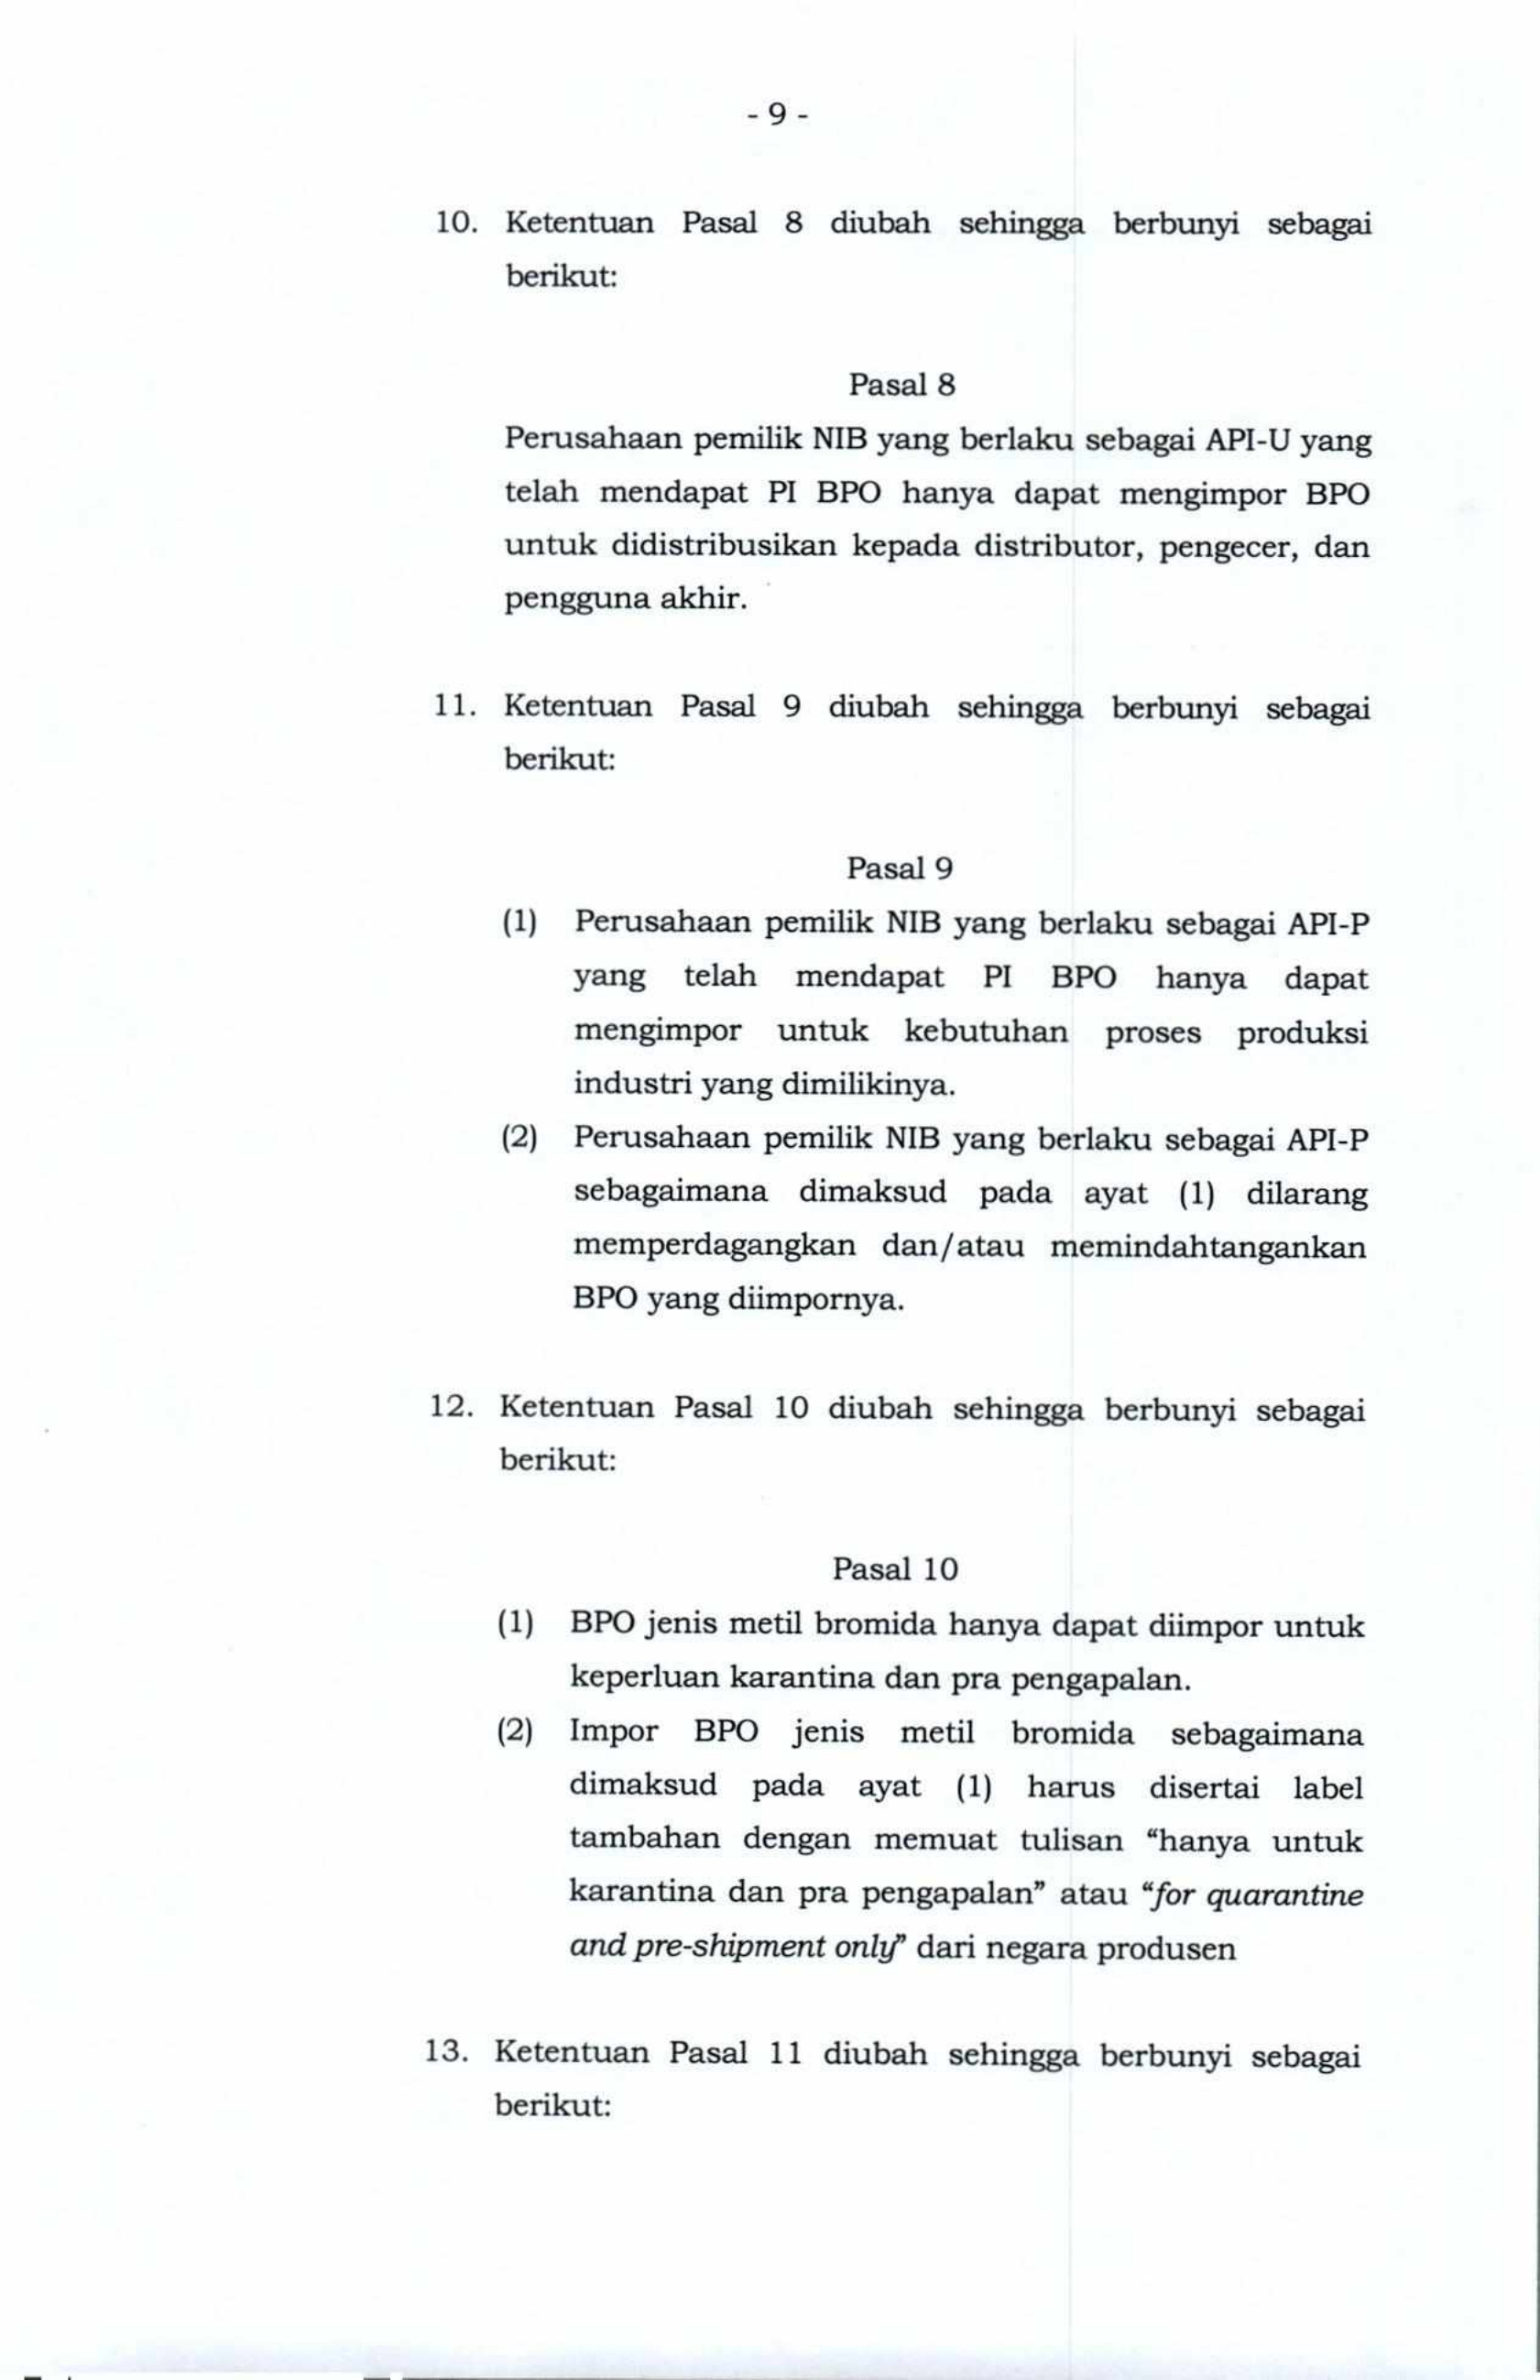 - 9 -
10. Ketentuan Pasal 8 diubah sehingga berbunyi sebagai
berikut:
Pasal 8
Perusahaan pemilik NIB yang berlaku sebagai API-U yang
telah mendapat PI BPO hanya dapat mengimpor BPO
untuk didistribusikan kepada distributor, pengecer, dan
pengguna akhir.
11. Ketentuan Pasal 9 diubah sehingga berbunyi sebagai
berikut:
Pasal 9
(1) Perusahaan pemilik NIB yang berlaku sebagai API-P
yang telah mendapat PI BPO hanya dapat
mengimpor untuk kebutuhan proses produksi
industri yang dimilikinya.
(2) Perusahaan pemilik NIB yang berlaku sebagai API-P
sebagaimana dimaksud pada ayat (1) dilarang
memperdagangkan dan/atau memindahtangankan
BPO yang diimpornya.
12. Ketentuan Pasal 10 diubah sehingga berbunyi sebagai
berikut:
Pasal 10
(1) BPO jenis metil bromida hanya dapat diimpor untuk
keperluan karantina dan pra pengapalan.
(2) Impor BPO jenis metil bromida sebagaimana
dimaksud pada ayat (1) harus disertai label
tambahan dengan memuat tulisan “hanya untuk
karantina dan pra pengapalan” atau “for quarantine
and pre-shipment only” dari negara produsen
13. Ketentuan Pasal 11 diubah sehingga berbunyi sebagai
berikut: